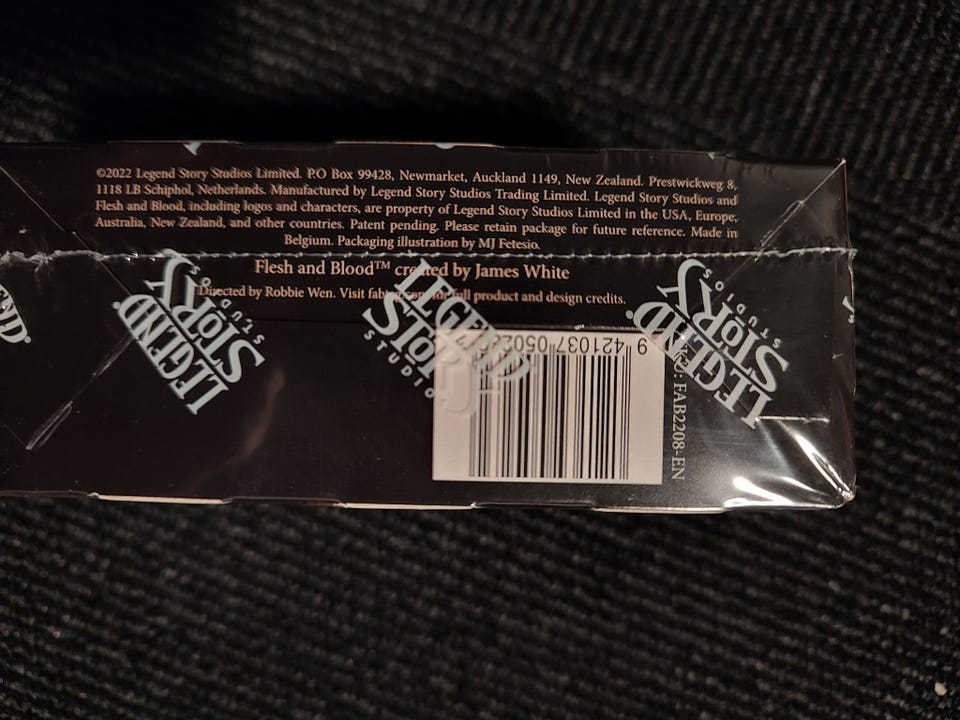 ©2022 Legend Story Studios Limited. PO Box 99428, Newmarket, Auckland 1149, New Zealand. Prestwickweg 8,
1118 LB Schiphol, Netherlands. Manufactured by Legend Story Studios Trading Limited. Legend Story Studios and
Flesh and Blood, including logos and characters, are property of Legend Story Studios Limited in the USA, Europe,
Australia, New Zealand, and other countries. Patent pending. Please retain package for future reference. Made in
Belgium. Packaging illustration by MJ Fetesio.
Flesh and Blood™ created by James White
Directed by Robbie Wen. Visit for full product and design credits.
LEGEND
STORY
STUDIOS
LEGEND
STORY
STUDIO
LEGEND
STORY
STUDIOS
END
9 421037
FAB2208-EN